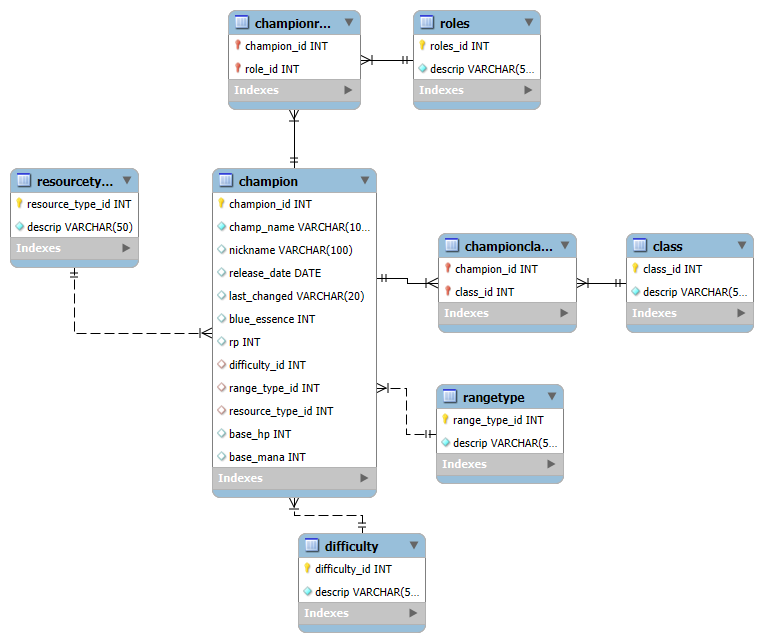 championr...
champion_id INT
role_id INT
Indexes
roles
roles_id INT
descrip VARCHAR(5...
Indexes
resourcety...
resource_type_id INT
descrip VARCHAR(50)
Indexes
champion
champion_id INT
champ_name VARCHAR(10...
nickname VARCHAR(100)
release_date DATE
last_changed VARCHAR(20)
blue_essence INT
rp INT
difficulty_id INT
range_type_id INT
resource_type_id INT
base_hp INT
base_mana INT
Indexes
championcla...
champion_id INT
class_id INT
Indexes
class
class_id INT
descrip VARCHAR(5...
Indexes
rangetype
range_type_id INT
descrip VARCHAR(5...
Indexes
difficulty
difficulty_id INT
descrip VARCHAR(5...
Indexes